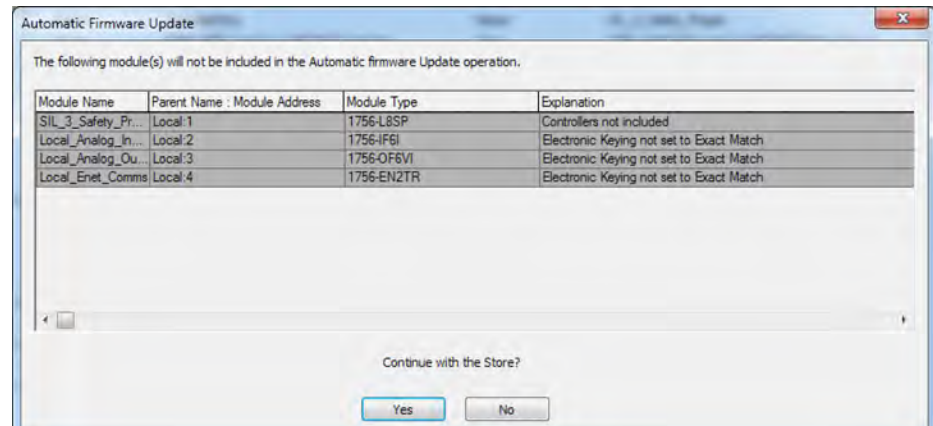 Automatic Firmware Update
The following module(s) will not be included in the Automatic firmware Update operation.
Module Name Parent Name : Module Address Module Type Explanation
SIL_3_Safety_Pr... Local:1 1756-L8SP Controllers not included
Local_Analog_In... Local:2 1756-IF6I Electronic Keying not set to Exact Match
Local_Analog_Ou... Local:3 1756-OF6VI Electronic Keying not set to Exact Match
Local_Enet_Comms Local:4 1756-EN2TR Electronic Keying not set to Exact Match
Continue with the Store?
Yes No